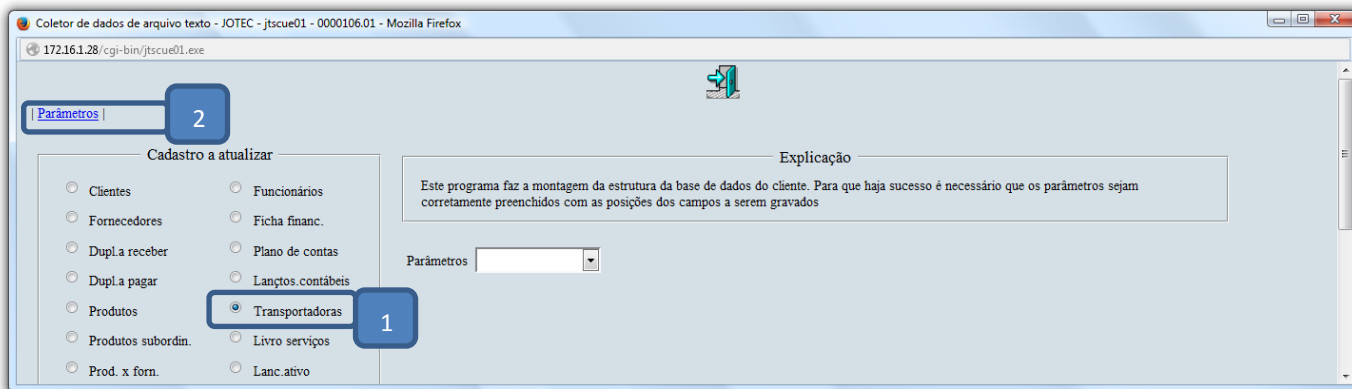 Coletor de dados de arquivo texto - JOTEC - jtscue01 - 0000106.01 - Mozilla Firefox
172.16.1.28/cgi-bin/jtscue01.exe
| Parâmetros |
2
Cadastro a atualizar
Clientes
Funcionários
Fornecedores
Ficha financ.
Dupl.a receber
Plano de contas
Dupl.a pagar
Lançtos.contábeis
Produtos
Transportadoras
1
Produtos subordin.
Livro serviços
Prod. x forn.
Lanc.ativo
Explicação
Este programa faz a montagem da estrutura da base de dados do cliente. Para que haja sucesso é necessário que os parâmetros sejam
corretamente preenchidos com as posições dos campos a serem gravados
Parâmetros